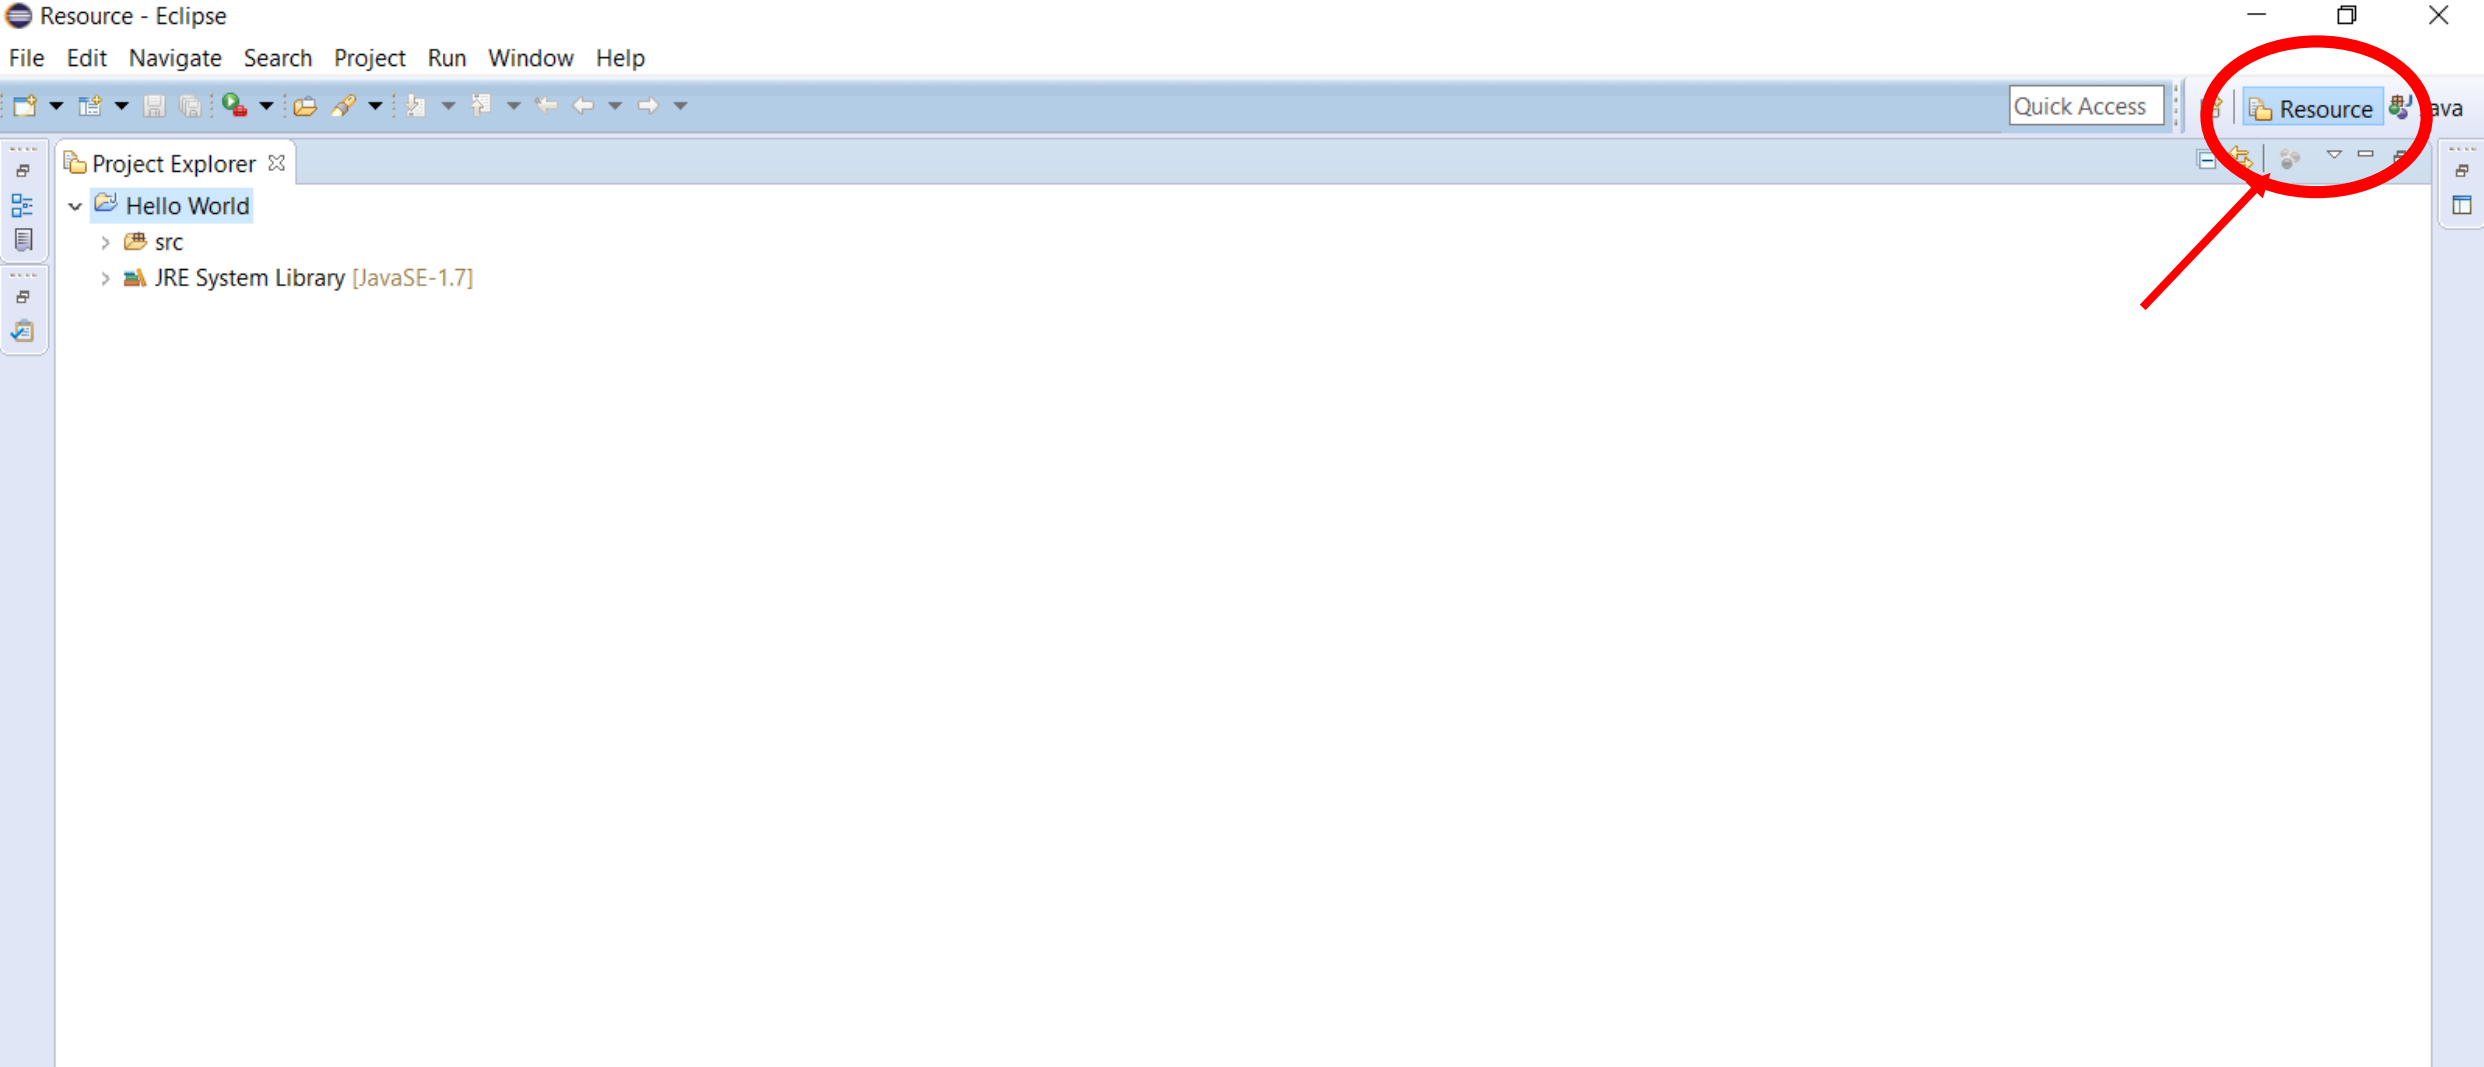 Resource - Eclipse
File Edit Navigate Search Project Run Window Help
Quick Access Resource ava
Project Explorer
Hello World
src
JRE System Library [JavaSE-1.7]